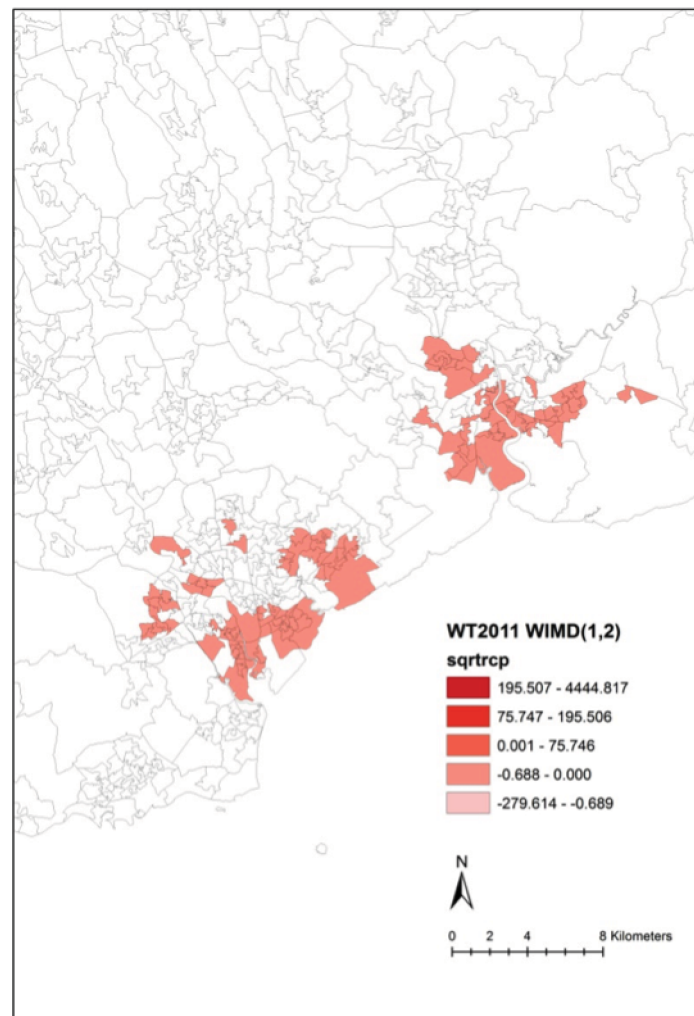 WT2011 WIMD(1,2)
sqrtrcp
195.507 - 4444.817
75.747 - 195.506
0.001 - 75.746
-0.688 - 0.000
-279.614 - -0.689
N
0 2 4 8 Kilometers